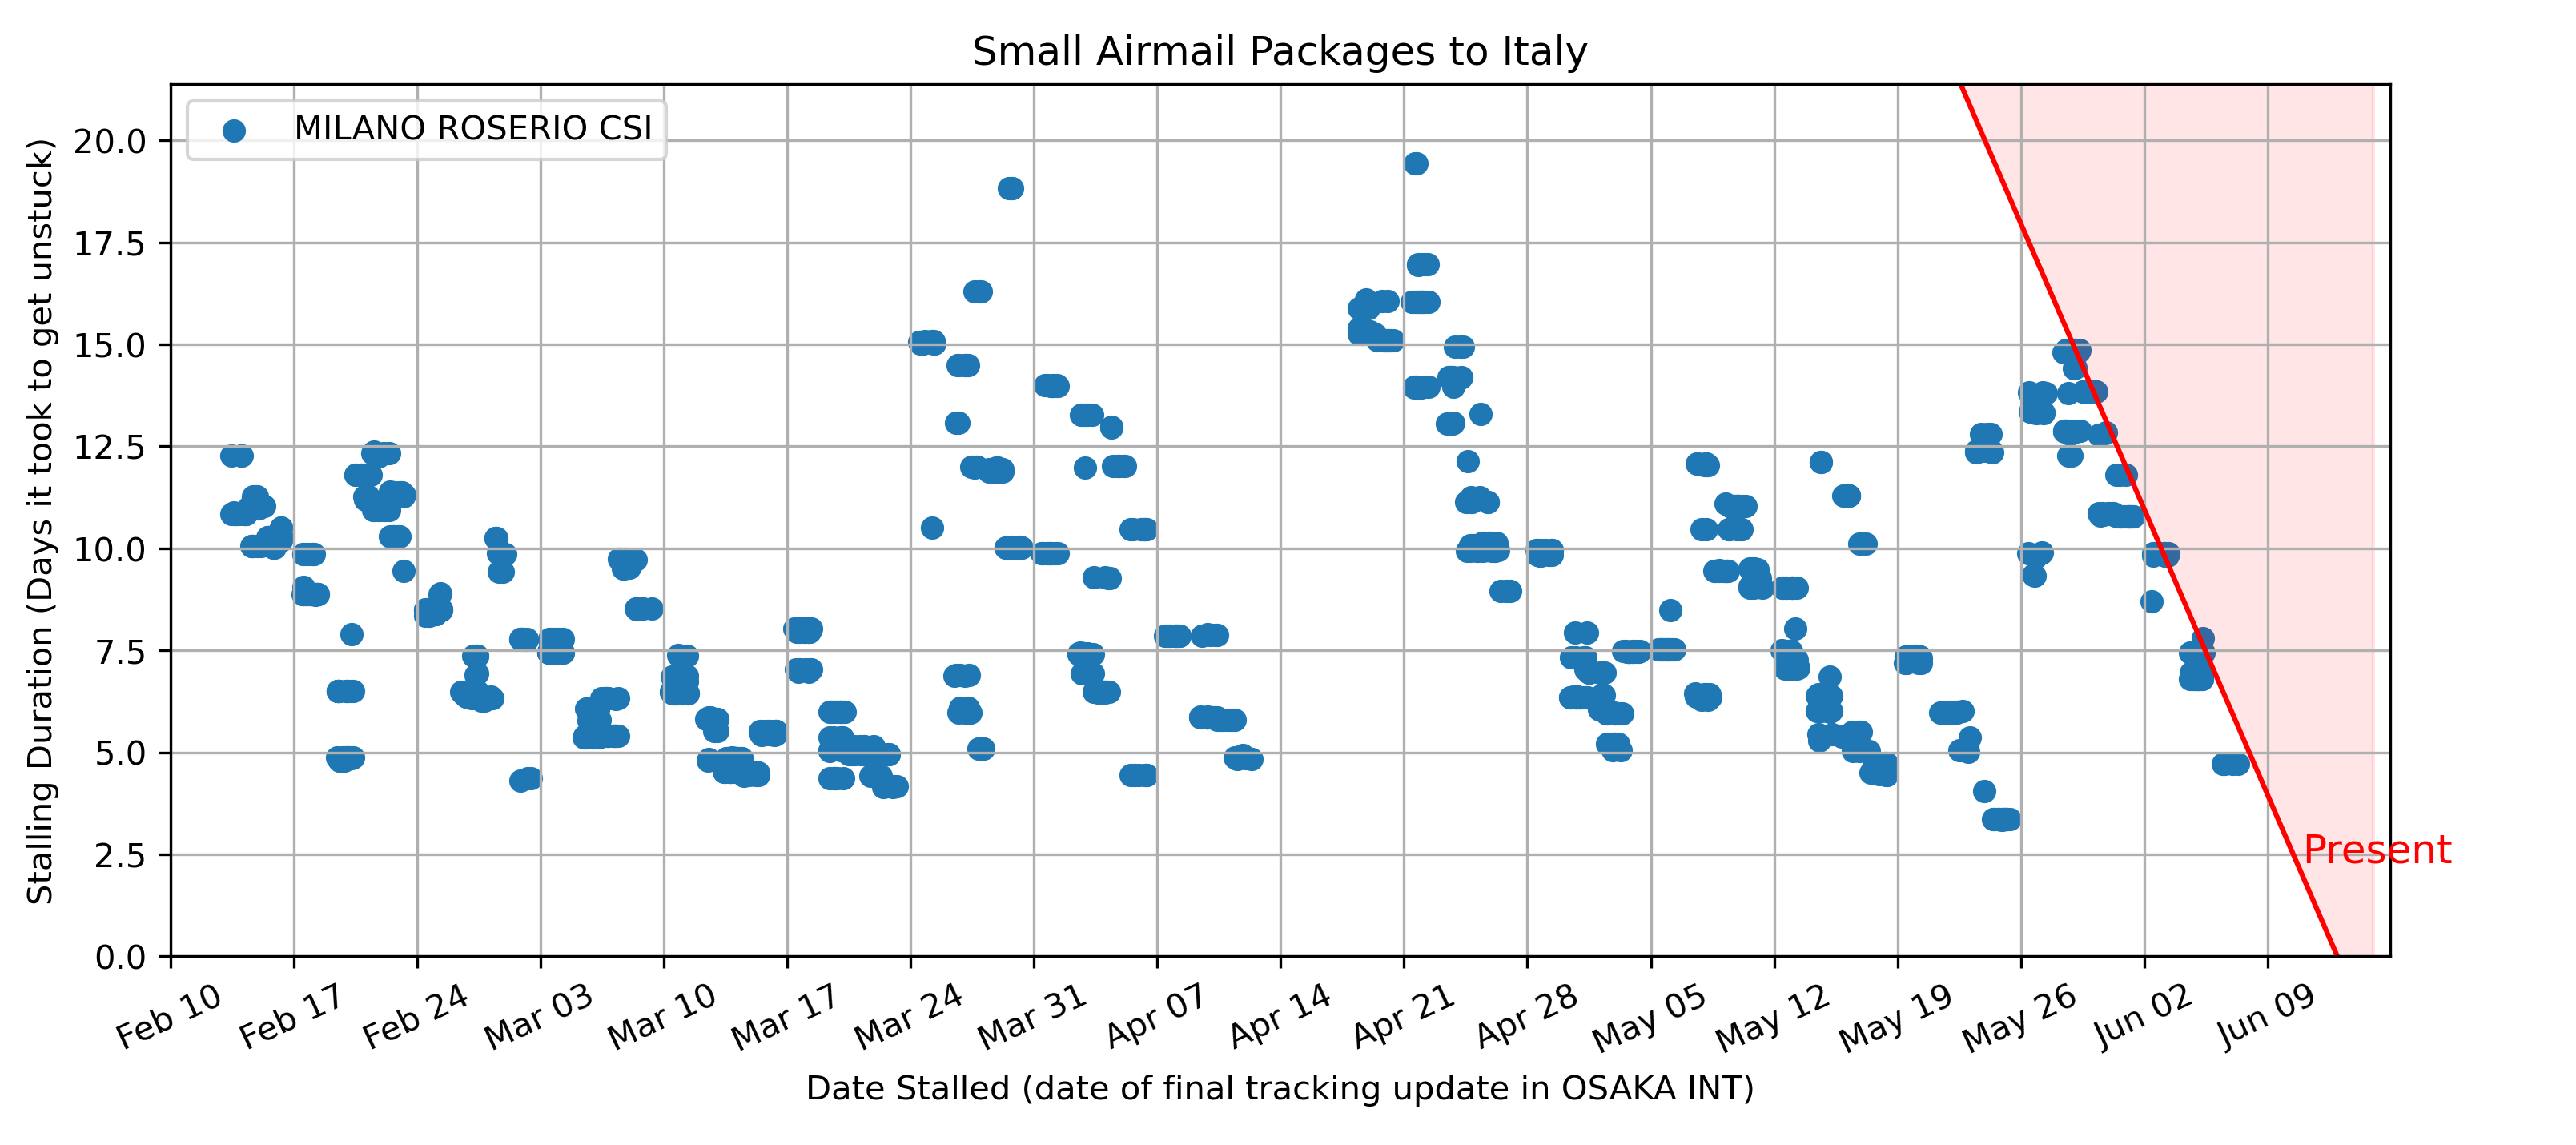 Small Airmail Packages to Italy
MILANO ROSERIO CSI
Stalling Duration (Days it took to get unstuck)
20.0
17.5
15.0
12.5
10.0
7.5
5.0
2.5
0.0
Present
Feb 10
Feb 17
Feb 24
Mar 03
Mar 10
Mar 17
Mar 24
Mar 31
Apr 07
Apr 14
Apr 21
Apr 28
May 05
May 12
May 19
May 26
Jun 02
Jun 09
Date Stalled (date of final tracking update in OSAKA INT)